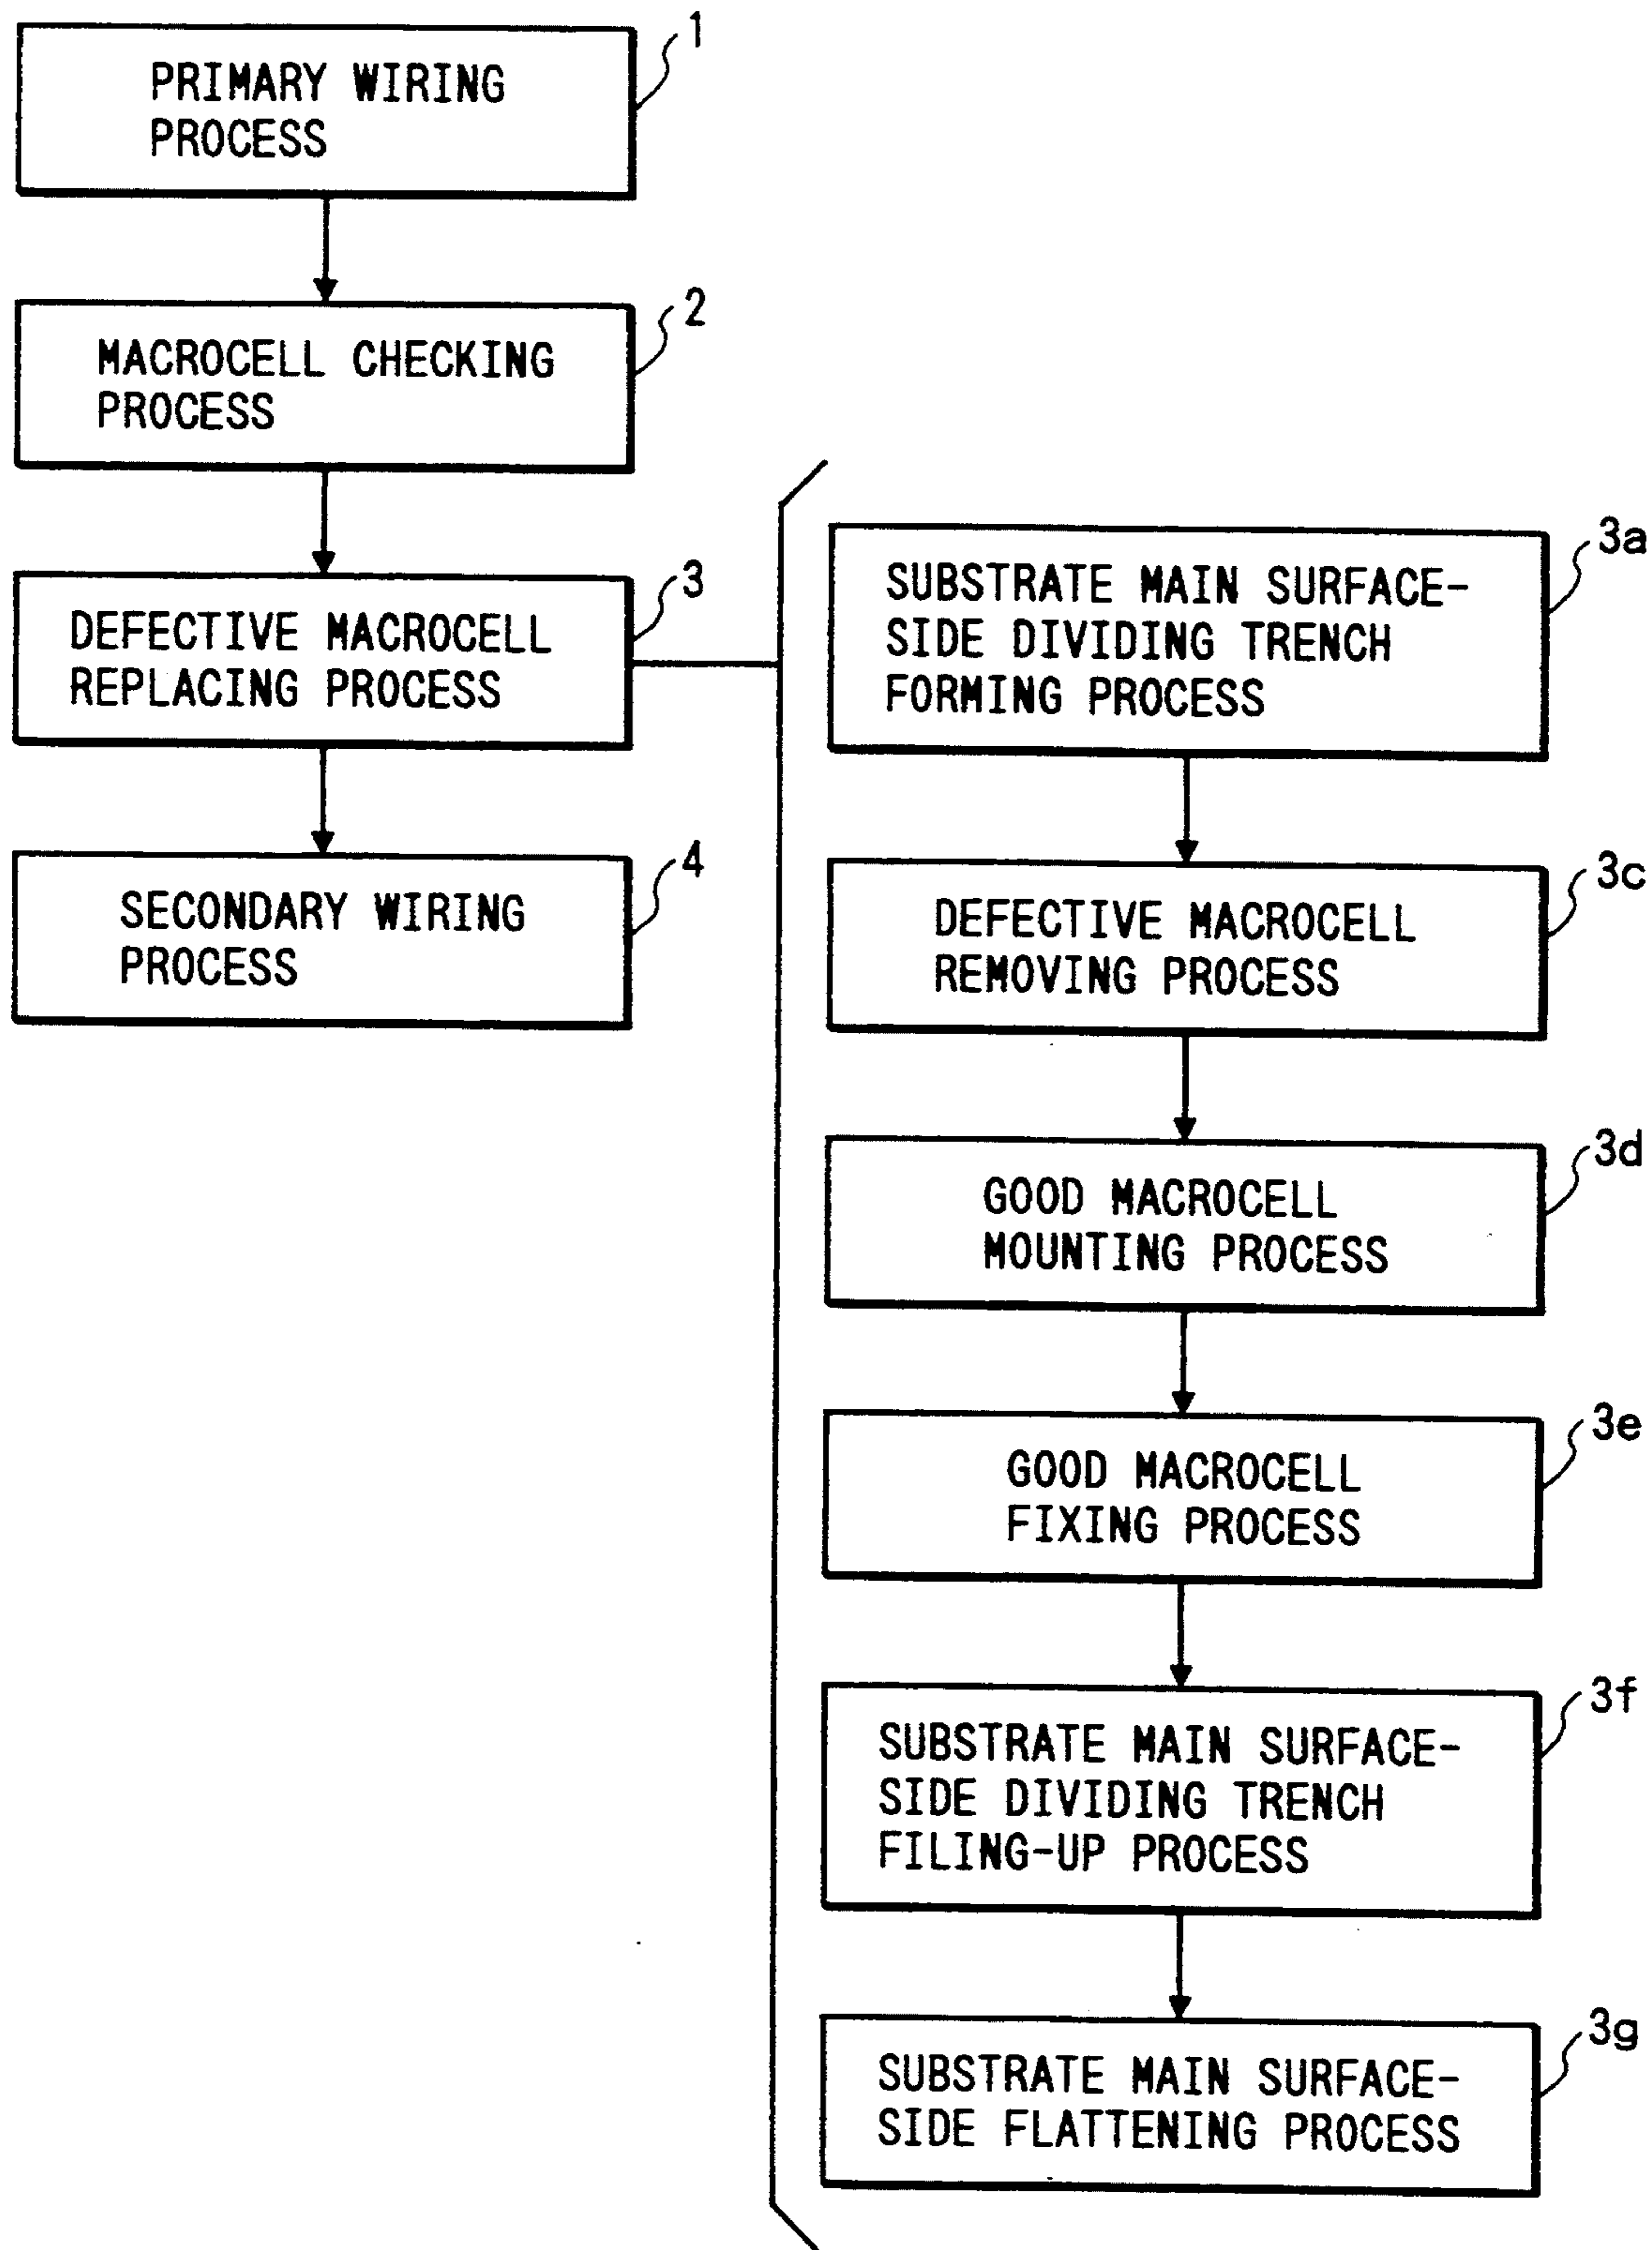 1
PRIMARY WIRING
PROCESS
2
MACROCELL CHECKING
PROCESS
3
DEFECTIVE MACROCELL
REPLACING PROCESS
4
SECONDARY WIRING
PROCESS
3a
SUBSTRATE MAIN SURFACE-
SIDE DIVIDING TRENCH
FORMING PROCESS
3c
DEFECTIVE MACROCELL
REMOVING PROCESS
3d
GOOD MACROCELL
MOUNTING PROCESS
3e
GOOD MACROCELL
FIXING PROCESS
3f
SUBSTRATE MAIN SURFACE-
SIDE DIVIDING TRENCH
FILING-UP PROCESS
3g
SUBSTRATE MAIN SURFACE-
SIDE FLATTENING PROCESS